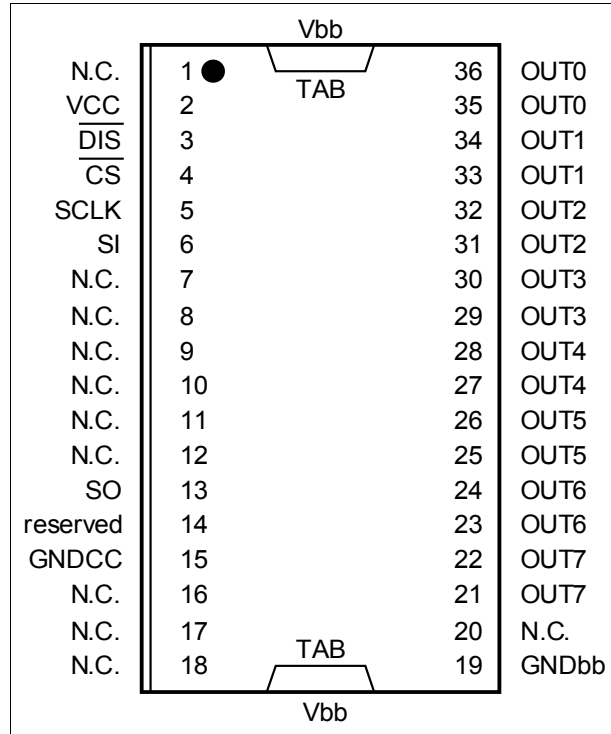 Vbb
N.C. 1 TAB 36 OUT0
VCC 2 35 OUT0
DIS 3 34 OUT1
CS 4 33 OUT1
SCLK 5 32 OUT2
SI 6 31 OUT2
N.C. 7 30 OUT3
N.C. 8 29 OUT3
N.C. 9 28 OUT4
N.C. 10 27 OUT4
N.C. 11 26 OUT5
N.C. 12 25 OUT5
SO 13 24 OUT6
reserved 14 23 OUT6
GNDCC 15 22 OUT7
N.C. 16 21 OUT7
N.C. 17 20 N.C.
TAB
N.C. 18 19 GNDbb
Vbb